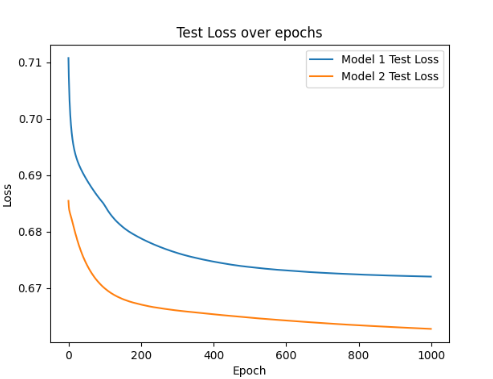 Test Loss over epochs
Model 1 Test Loss
Model 2 Test Loss
0.71
0.70
0.69
0.68
0.67
Loss
0
200
400
600
800
1000
Epoch